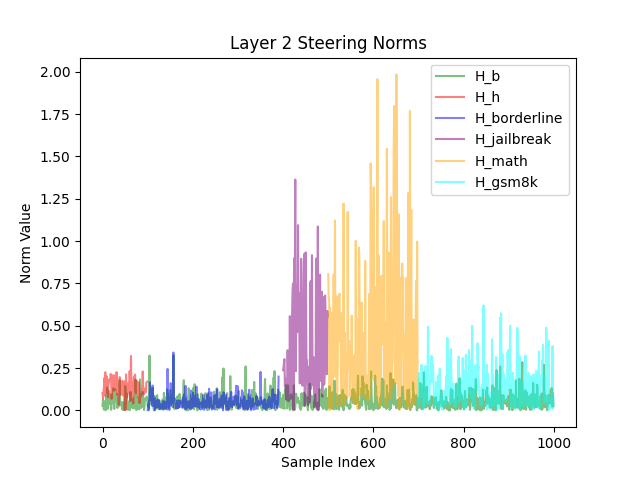 Layer 2 Steering Norms
2.00
1.75
1.50
1.25
1.00
0.75
0.50
0.25
0.00
Norm Value
H_b
H_h
H_borderline
H_jailbreak
H_math
H_gsm8k
0
200
400
600
800
1000
Sample Index